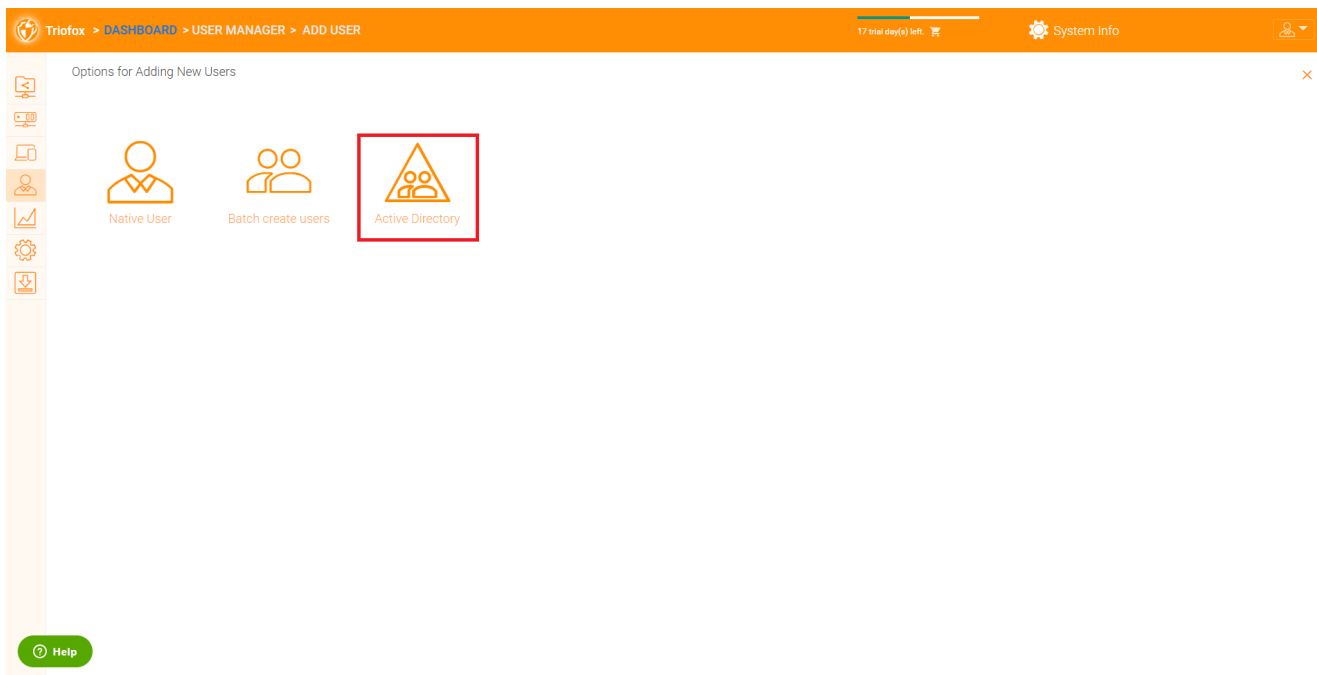 Triofox > DASHBOARD > USER MANAGER > ADD USER
17 trial day(s) left.
System Info
Options for Adding New Users
Native User
Batch create users
Active Directory
Help